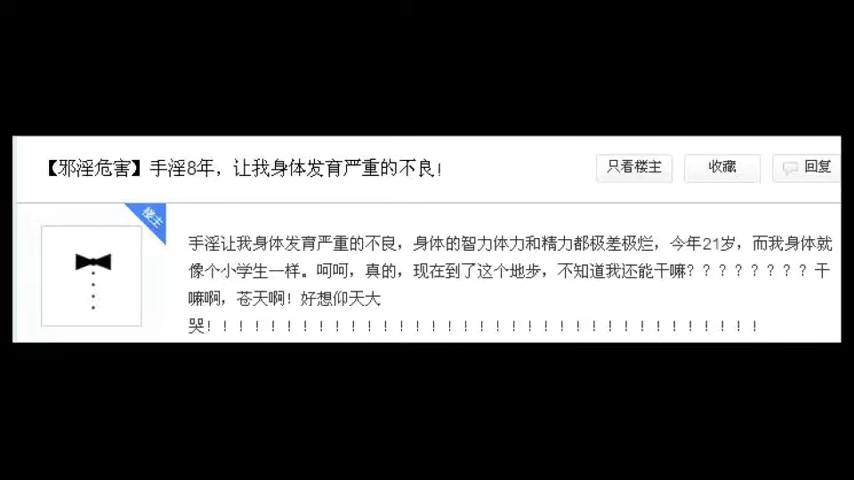 【邪淫危害】手淫8年，让我身体发育严重的不良！
只看楼主
收藏
回复
楼主
手淫让我身体发育严重的不良，身体的智力体力和精力都极差极烂，今年21岁，而我身体就
像个小学生一样。呵呵，真的，现在到了这个地步，不知道我还能干嘛？？？？？？？？干
嘛啊，苍天啊！好想仰天大
哭！！！！！！！！！！！！！！！！！！！！！！！！！！！！！！！！！！！